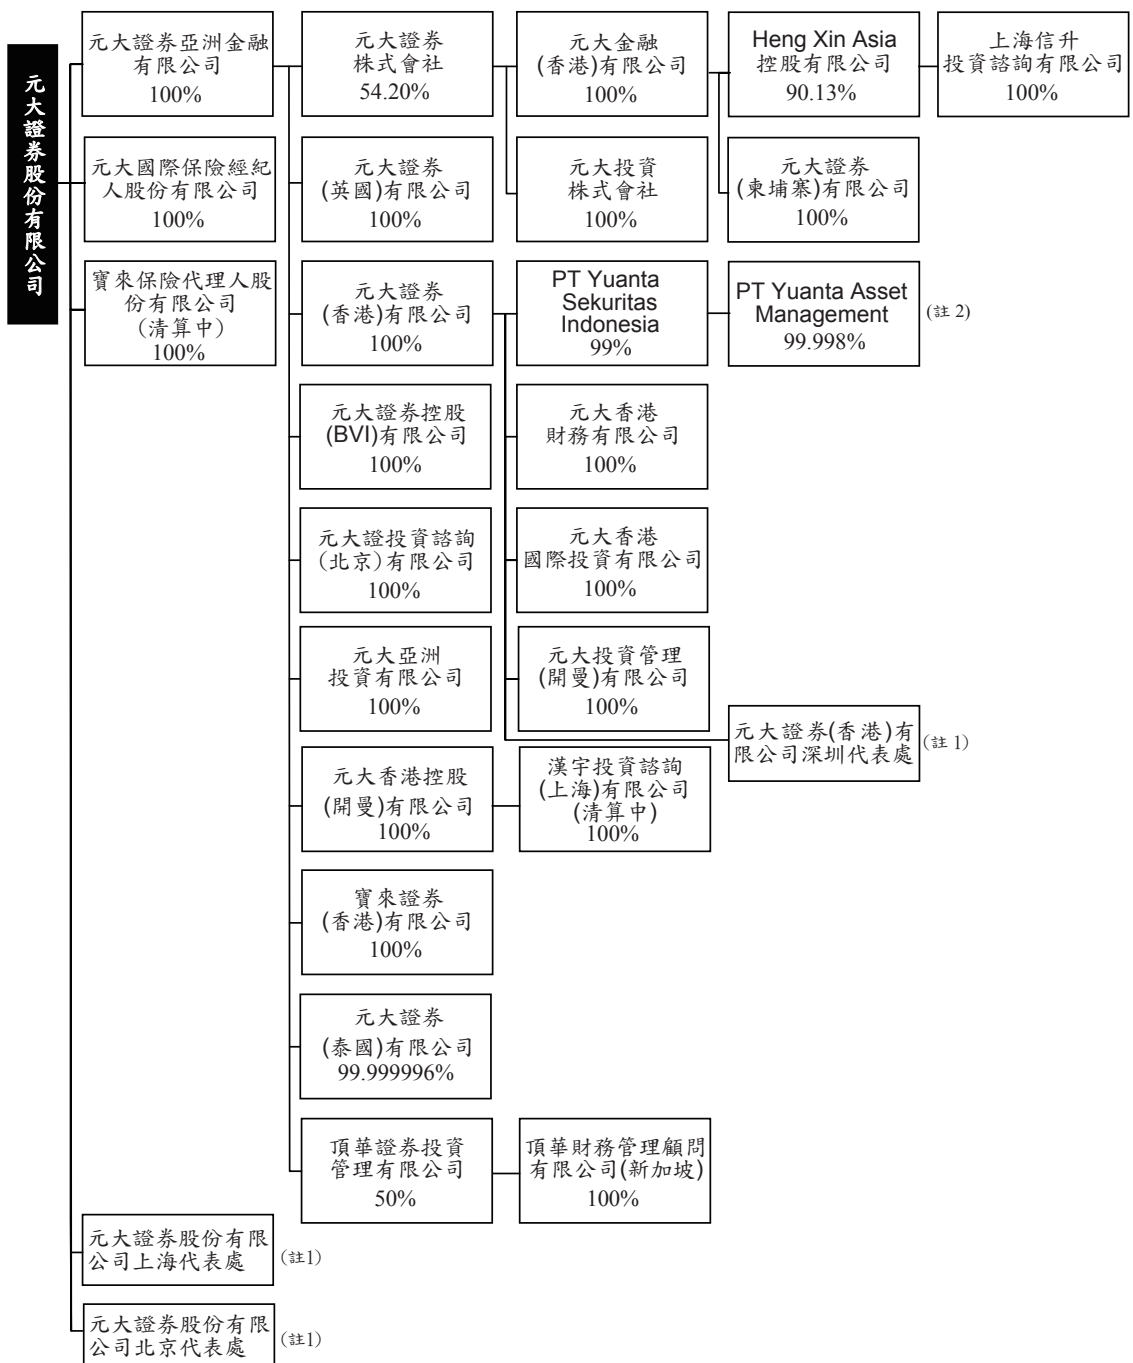 元大證券股份有限公司
元大證券亞洲金融
有限公司
100%
元大證券
株式會社
54.20%
元大金融
(香港)有限公司
100%
Heng Xin Asia
控股有限公司
90.13%
上海信升
投資諮詢有限公司
100%
元大國際保險經紀
人股份有限公司
100%
元大證券
(英國)有限公司
100%
元大投資
株式會社
100%
元大證券
(柬埔寨)有限公司
100%
寶來保險代理人股
份有限公司
(清算中)
100%
元大證券
(香港)有限公司
100%
PT Yuanta
Sekuritas
Indonesia
99%
PT Yuanta Asset
Management
99.998%
(註 2)
元大證券控股
(BVI)有限公司
100%
元大香港
財務有限公司
100%
元大證投資諮詢
(北京)有限公司
100%
元大香港
國際投資有限公司
100%
元大亞洲
投資有限公司
100%
元大投資管理
(開曼)有限公司
100%
元大證券(香港)有
限公司深圳代表處
(註 1)
元大香港控股
(開曼)有限公司
100%
漢宇投資諮詢
(上海)有限公司
(清算中)
100%
寶來證券
(香港)有限公司
100%
元大證券
(泰國)有限公司
99.999996%
頂華證券投資
管理有限公司
50%
頂華財務管理顧問
有限公司(新加坡)
100%
元大證券股份有限
公司上海代表處
(註1)
元大證券股份有限
公司北京代表處
(註1)